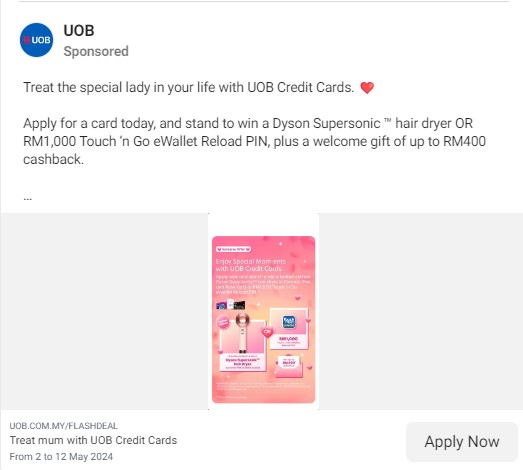 UOB
UOB
Sponsored
Treat the special lady in your life with UOB Credit Cards.
Apply for a card today, and stand to win a Dyson Supersonic ™ hair dryer OR
RM1,000 Touch 'n Go eWallet Reload PIN, plus a welcome gift of up to RM400
cashback.
...
Enjoy Special Mom-ents
with UOB Credit Cards
OR
RM1,000
Dyson Supersonic™
hair dryer
UOB.COM.MY/FLASHDEAL
Treat mum with UOB Credit Cards
From 2 to 12 May 2024
Apply Now